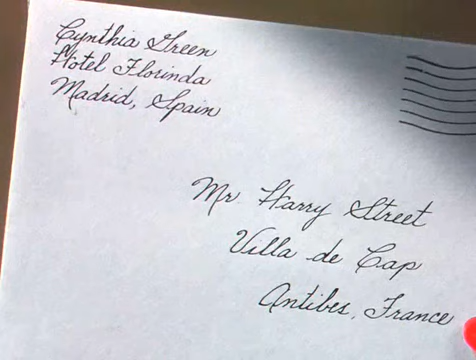 Cynthia Green
Hotel Florinda
Madrid, Spain
Mr. Harry Street
Villa de Cap
Antibes, France